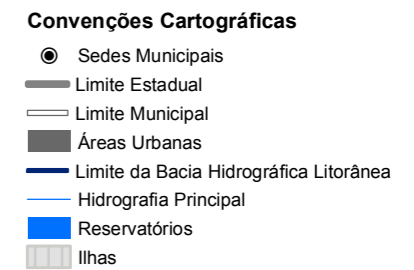 Convenções Cartográficas
Sedes Municipais
Limite Estadual
Limite Municipal
Áreas Urbanas
Limite da Bacia Hidrográfica Litorânea
Hidrografia Principal
Reservatórios
Ilhas